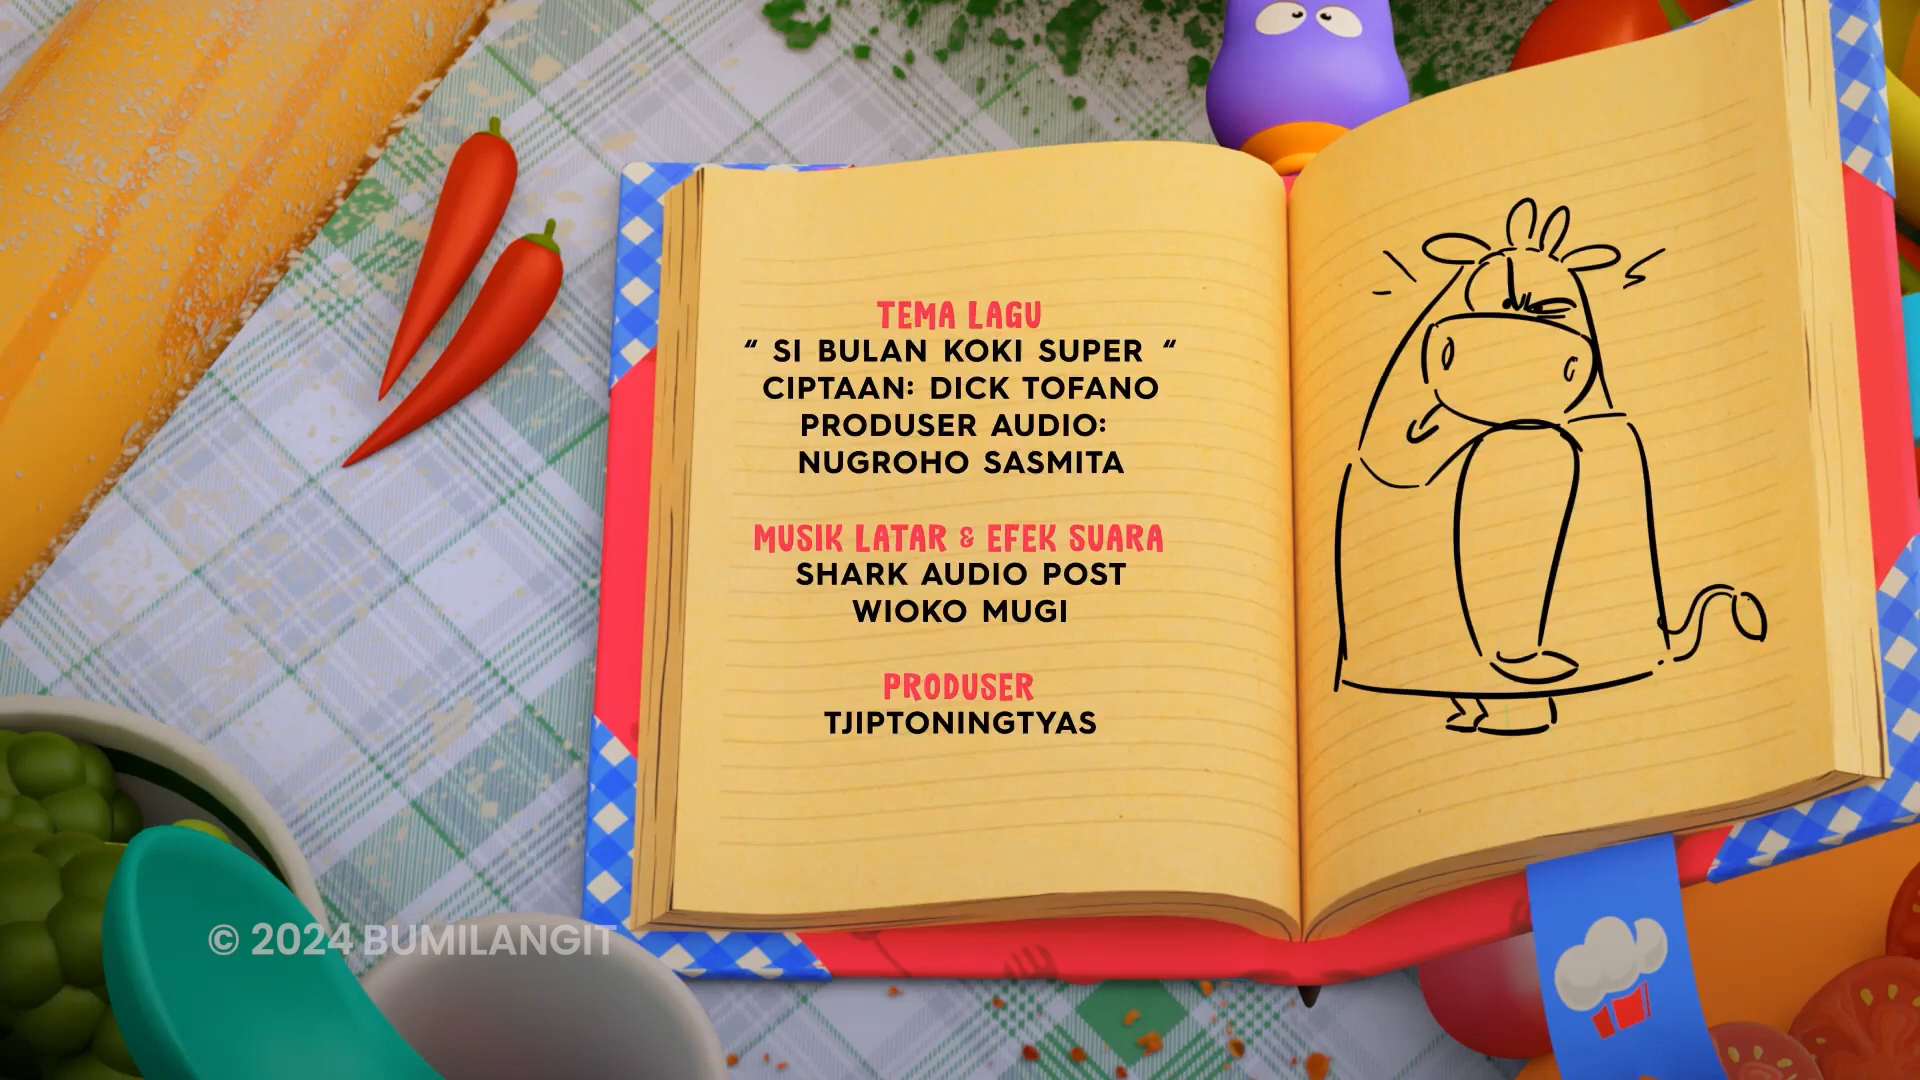 TEMA LAGU
“ SI BULAN KOKI SUPER “
CIPTAAN: DICK TOFANO
PRODUSER AUDIO:
NUGROHO SASMITA
MUSIK LATAR & EFEK SUARA
SHARK AUDIO POST
WIOKO MUGI
PRODUSER
TJIPTONINGTYAS
© 2024 BUMILANGIT